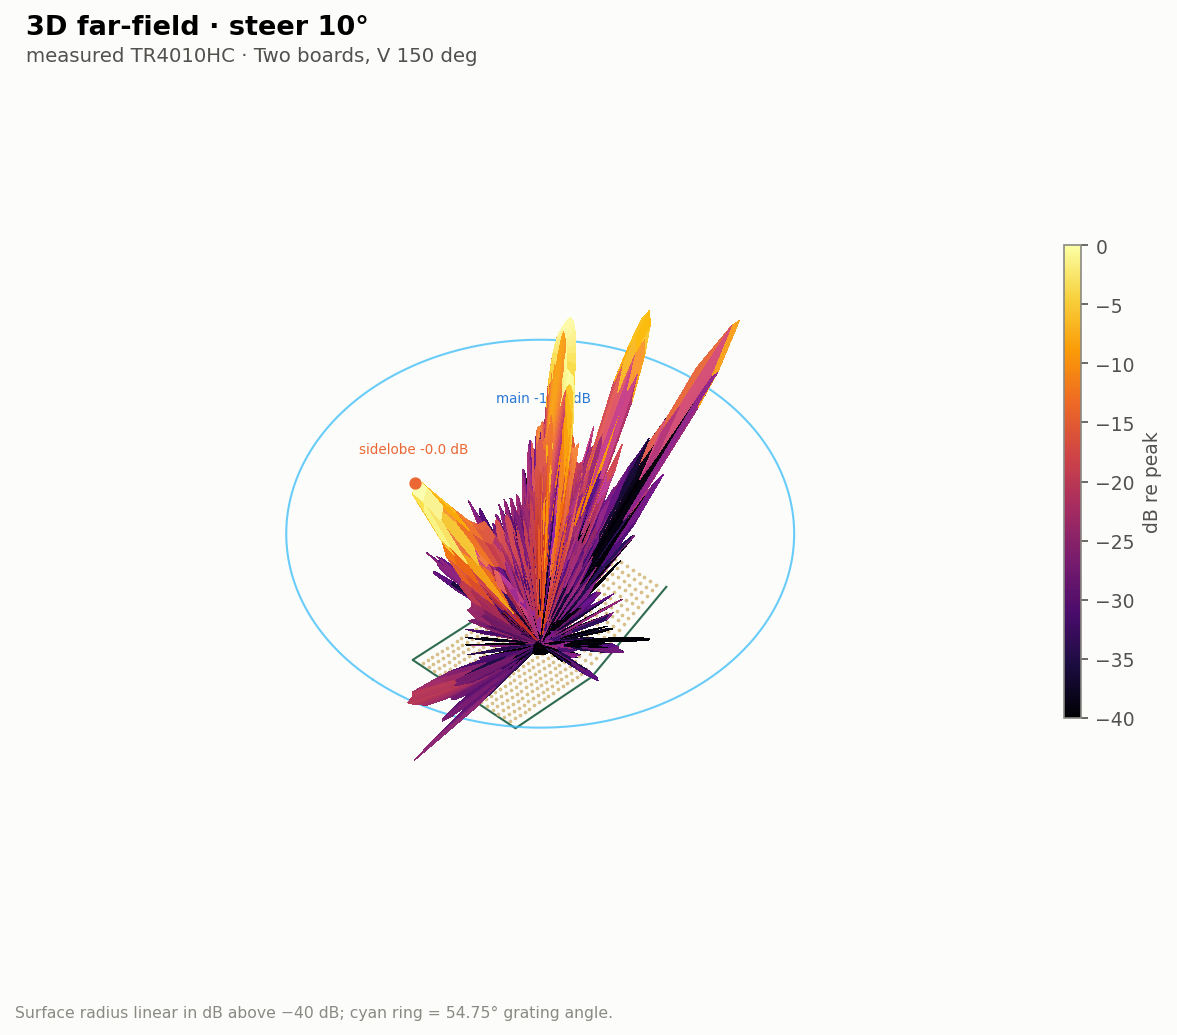 3D far-field · steer 10°
measured TR4010HC · Two boards, V 150 deg
main -1 dB
sidelobe -0.0 dB
0
−5
−10
−15
−20
−25
−30
−35
−40
dB re peak
Surface radius linear in dB above −40 dB; cyan ring = 54.75° grating angle.